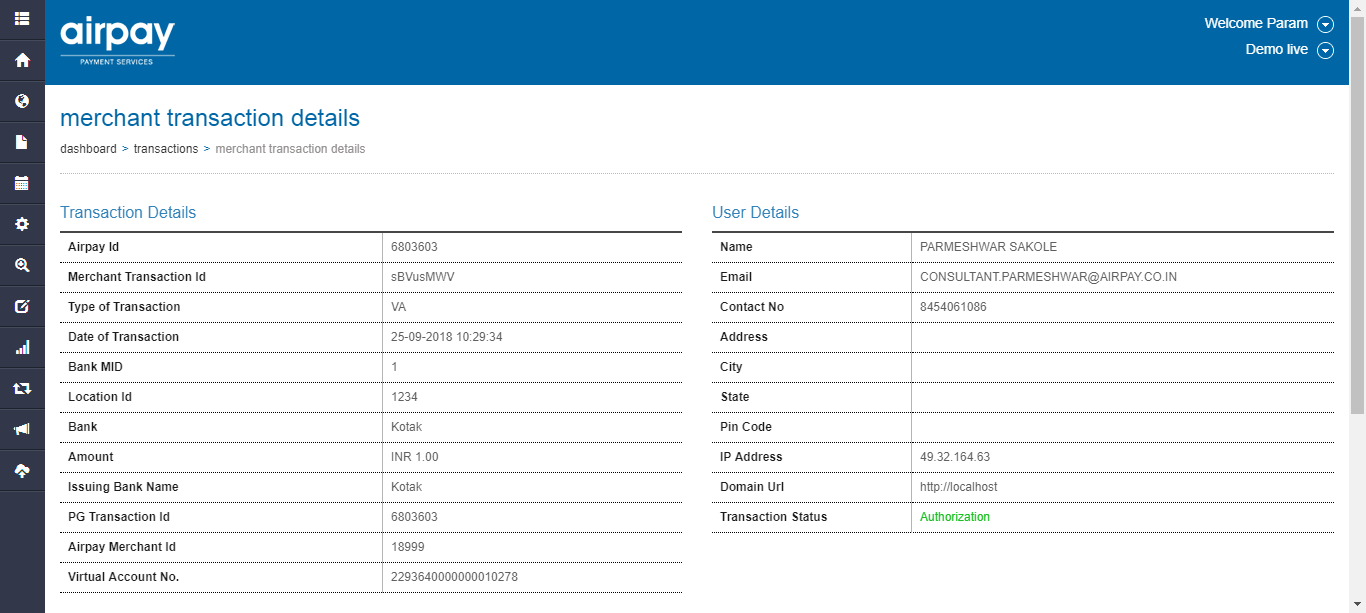 airpay
PAYMENT SERVICES
Welcome Param
Demo live
merchant transaction details
dashboard > transactions > merchant transaction details
Transaction Details
Airpay Id 6803603
Merchant Transaction Id sBVusMWV
Type of Transaction VA
Date of Transaction 25-09-2018 10:29:34
Bank MID 1
Location Id 1234
Bank Kotak
Amount INR 1.00
Issuing Bank Name Kotak
PG Transaction Id 6803603
Airpay Merchant Id 18999
Virtual Account No. 2293640000000010278
User Details
Name PARMESHWAR SAKOLE
Email CONSULTANT.PARMESHWAR@AIRPAY.CO.IN
Contact No 8454061086
Address
City
State
Pin Code
IP Address 49.32.164.63
Domain Url http://localhost
Transaction Status Authorization